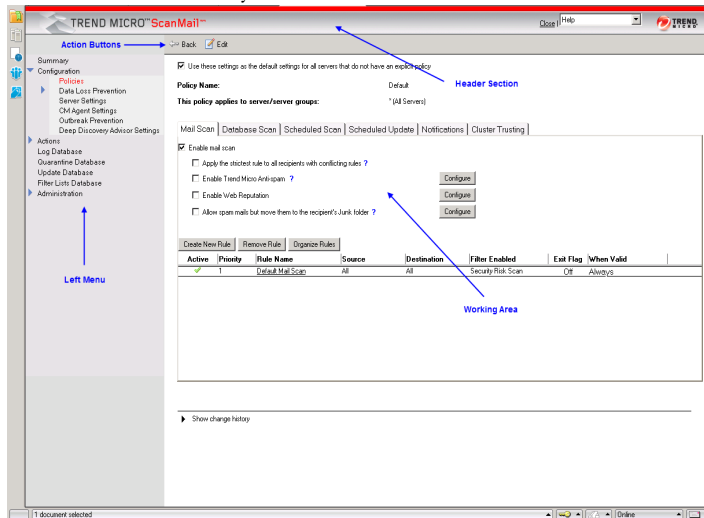 TREND MICRO™ ScanMail™
Close | Help
TREND MICRO
Action Buttons
Back Edit
Header Section
Summary
Configuration
Policies
Data Loss Prevention
Server Settings
CM Agent Settings
Outbreak Prevention
Deep Discovery Advisor Settings
Actions
Log Database
Quarantine Database
Update Database
Filter Lists Database
Administration
Left Menu
Use these settings as the default settings for all servers that do not have an explicit policy
Policy Name: Default
This policy applies to server/server groups: * (All Servers)
Mail Scan | Database Scan | Scheduled Scan | Scheduled Update | Notifications | Cluster Trusting
Enable mail scan
Apply the strictest rule to all recipients with conflicting rules ?
Enable Trend Micro Anti-spam ? Configure
Enable Web Reputation Configure
Allow spam mails but move them to the recipient's Junk folder ? Configure
Create New Rule Remove Rule Organize Rules
Active Priority Rule Name Source Destination Filter Enabled Exit Flag When Valid
1 Default Mail Scan All All Security Risk Scan Off Always
Working Area
Show change history
1 document selected
Online